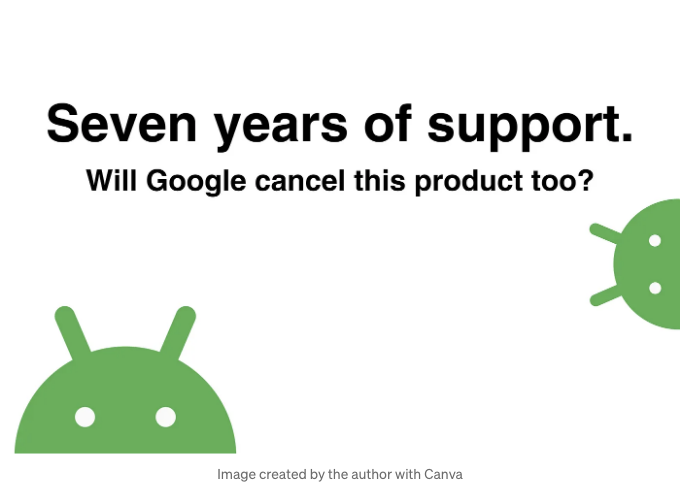 Seven years of support.
Will Google cancel this product too?
Image created by the author with Canva